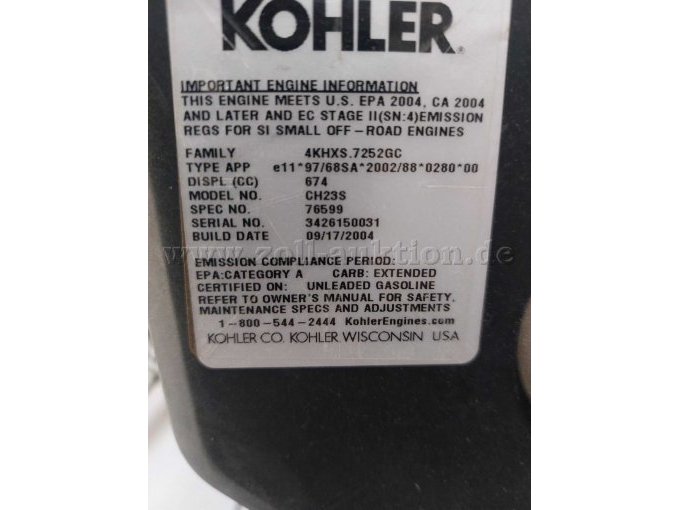 KOHLER.
IMPORTANT ENGINE INFORMATION
THIS ENGINE MEETS U.S. EPA 2004, CA 2004
AND LATER AND EC STAGE II(SN:4)EMISSION
REGS FOR SI SMALL OFF-ROAD ENGINES
FAMILY 4KHXS.7252GC
TYPE APP e11*97/68SA*2002/88*0280*00
DISPL (CC) 674
MODEL NO. CH23S
SPEC NO. 76599
SERIAL NO. 3426150031
BUILD DATE 09/17/2004
www.zoll-auktion.de
EMISSION COMPLIANCE PERIOD:
EPA:CATEGORY A CARB: EXTENDED
CERTIFIED ON: UNLEADED GASOLINE
REFER TO OWNER'S MANUAL FOR SAFETY,
MAINTENANCE SPECS AND ADJUSTMENTS
1-800-544-2444 KohlerEngines.com
KOHLER CO. KOHLER WISCONSIN USA